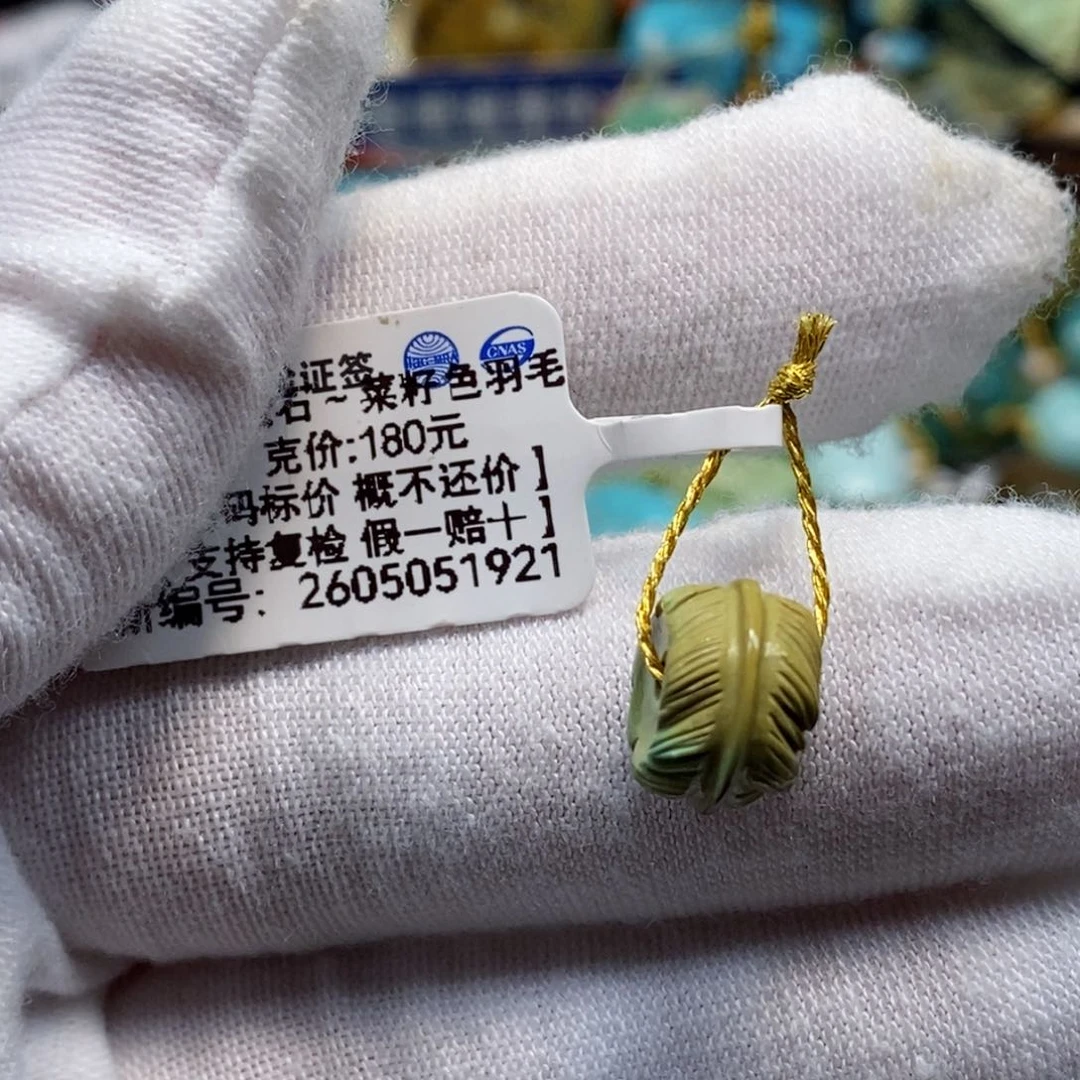 证签
CNAS
石~菜籽色羽毛
克价:180元
码标价 概不还价】
支持复检 假一赔十】
编号: 2605051921